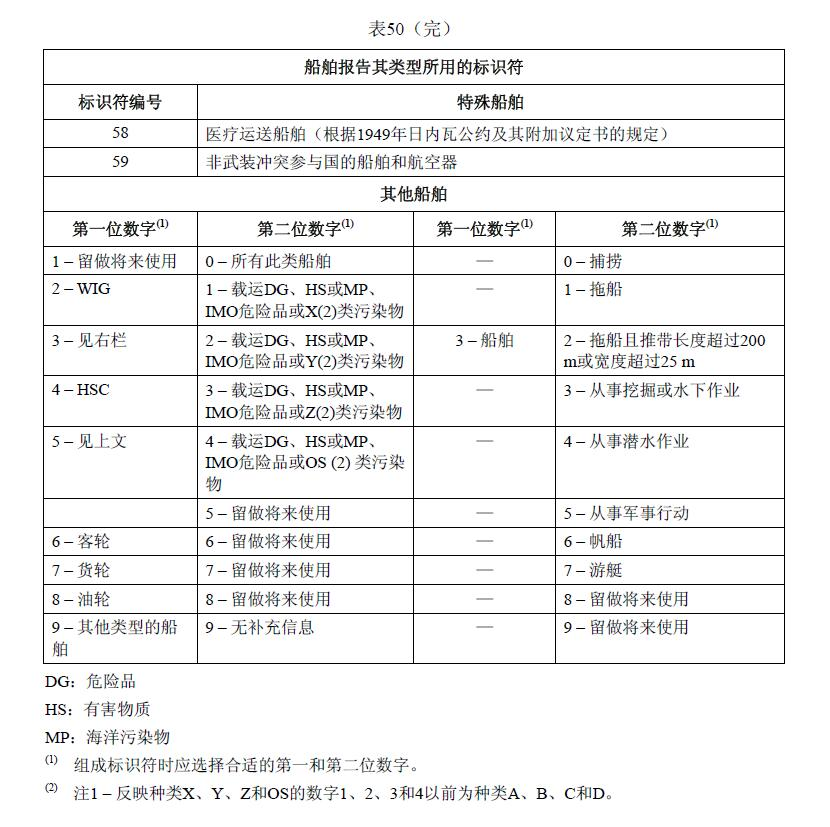 表50（完）
船舶报告其类型所用的标识符
标识符编号 特殊船舶
58 医疗运送船舶（根据1949年日内瓦公约及其附加议定书的规定）
59 非武装冲突参与国的船舶和航空器
其他船舶
第一位数字(1) 第二位数字(1) 第一位数字(1) 第二位数字(1)
1 – 留做将来使用 0 – 所有此类船舶 — 0 – 捕捞
2 – WIG 1 – 载运DG、HS或MP、 — 1 – 拖船
IMO危险品或X(2)类污染物
3 – 见右栏 2 – 载运DG、HS或MP、 3 – 船舶 2 – 拖船且推带长度超过200
IMO危险品或Y(2)类污染物 m或宽度超过25 m
4 – HSC 3 – 载运DG、HS或MP、 — 3 – 从事挖掘或水下作业
IMO危险品或Z(2)类污染物
5 – 见上文 4 – 载运DG、HS或MP、 — 4 – 从事潜水作业
IMO危险品或OS (2) 类污染
物
5 – 留做将来使用 — 5 – 从事军事行动
6 – 客轮 6 – 留做将来使用 — 6 – 帆船
7 – 货轮 7 – 留做将来使用 — 7 – 游艇
8 – 油轮 8 – 留做将来使用 — 8 – 留做将来使用
9 – 其他类型的船 9 – 无补充信息 — 9 – 留做将来使用
舶
DG：危险品
HS：有害物质
MP：海洋污染物
(1) 组成标识符时应选择合适的第一和第二位数字。
(2) 注1 – 反映种类X、Y、Z和OS的数字1、2、3和4以前为种类A、B、C和D。